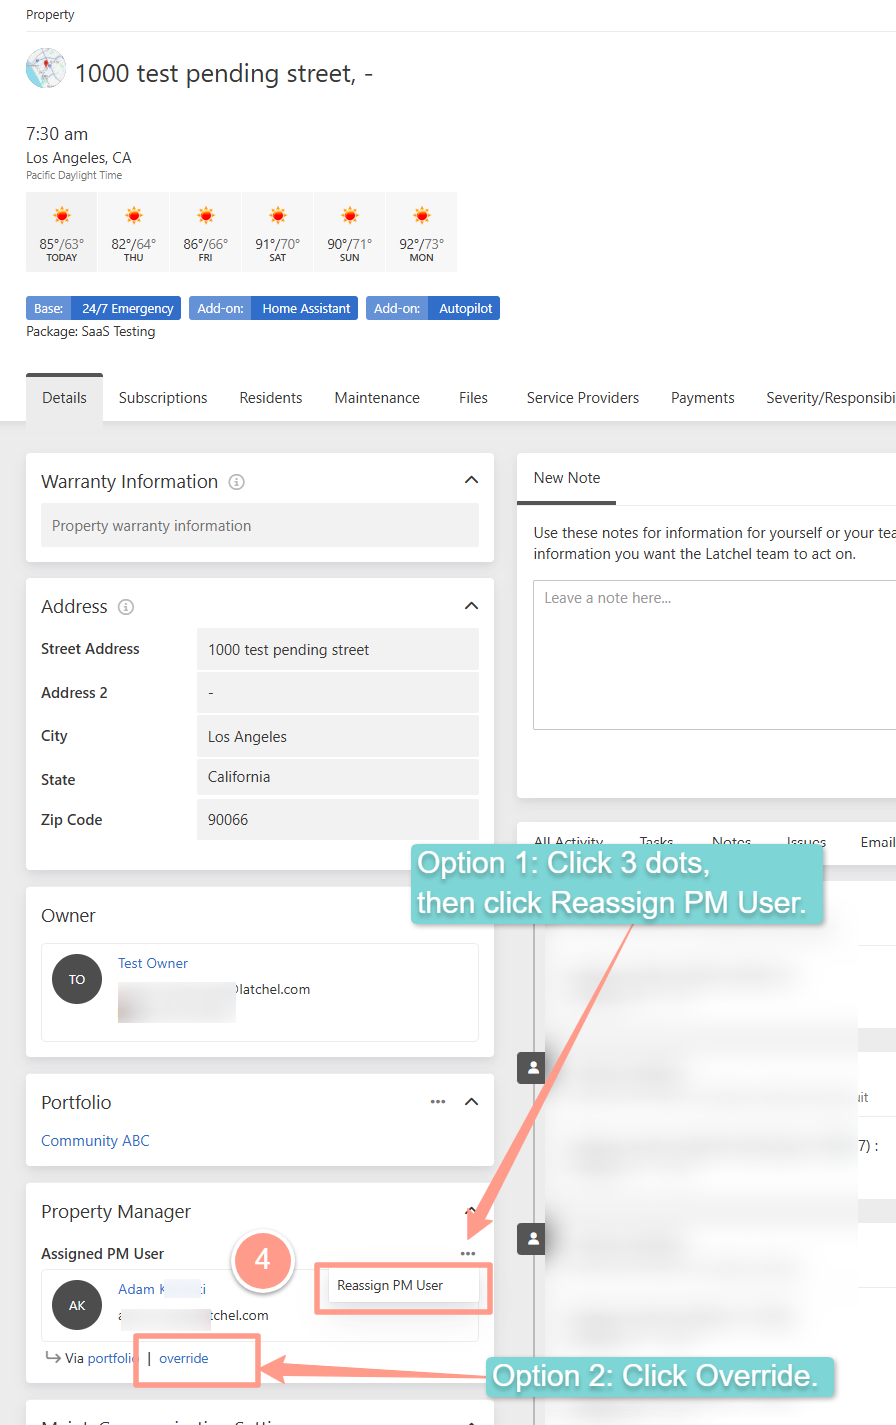 Property
1000 test pending street, -
7:30 am
Los Angeles, CA
Pacific Daylight Time
85°/63° 82°/64° 86°/66° 91°/70° 90°/71° 92°/73°
TODAY THU FRI SAT SUN MON
Base: 24/7 Emergency Add-on: Home Assistant Add-on: Autopilot
Package: SaaS Testing
Details Subscriptions Residents Maintenance Files Service Providers Payments Severity/Responsibi
Warranty Information
Property warranty information
New Note
Use these notes for information for yourself or your tea
information you want the Latchel team to act on.
Leave a note here...
Address
Street Address 1000 test pending street
Address 2 -
City Los Angeles
State California
Zip Code 90066
All Activity Tasks Notes Issues Email
Option 1: Click 3 dots,
then click Reassign PM User.
Owner
TO
Test Owner
latchel.com
Portfolio
Community ABC
uit
7) :
Property Manager
Assigned PM User
4
AK
Adam K
tchel.com
Reassign PM User
Via portfolio | override
Option 2: Click Override.